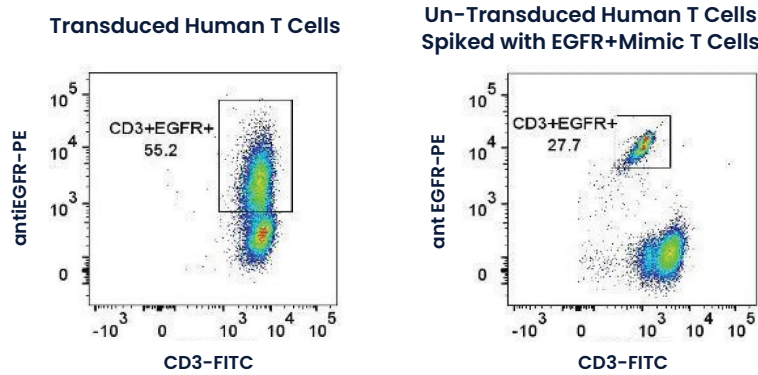 Transduced Human T Cells
antiEGFR-PE
10^5
10^4
10^3
0
CD3+EGFR+
55.2
-10^3 0 10^3 10^4 10^5
CD3-FITC
Un-Transduced Human T Cells
Spiked with EGFR+Mimic T Cells
ant EGFR-PE
10^5
10^4
10^3
0
CD3+EGFR+
27.7
-10^3 0 10^3 10^4 10^5
CD3-FITC